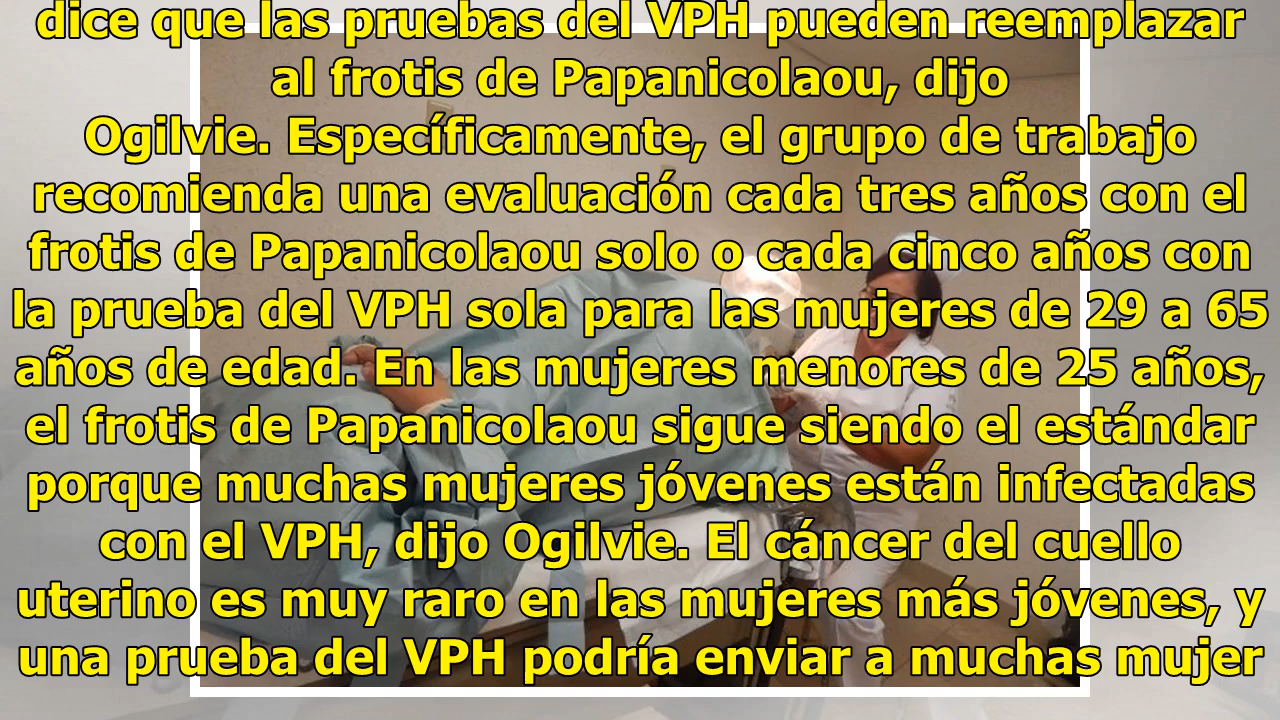 dice que las pruebas del VPH pueden reemplazar
al frotis de Papanicolaou, dijo
Ogilvie. Específicamente, el grupo de trabajo
recomienda una evaluación cada tres años con el
frotis de Papanicolaou solo o cada cinco años con
la prueba del VPH sola para las mujeres de 29 a 65
años de edad. En las mujeres menores de 25 años,
el frotis de Papanicolaou sigue siendo el estándar
porque muchas mujeres jóvenes están infectadas
con el VPH, dijo Ogilvie. El cáncer del cuello
uterino es muy raro en las mujeres más jóvenes, y
una prueba del VPH podría enviar a muchas mujer